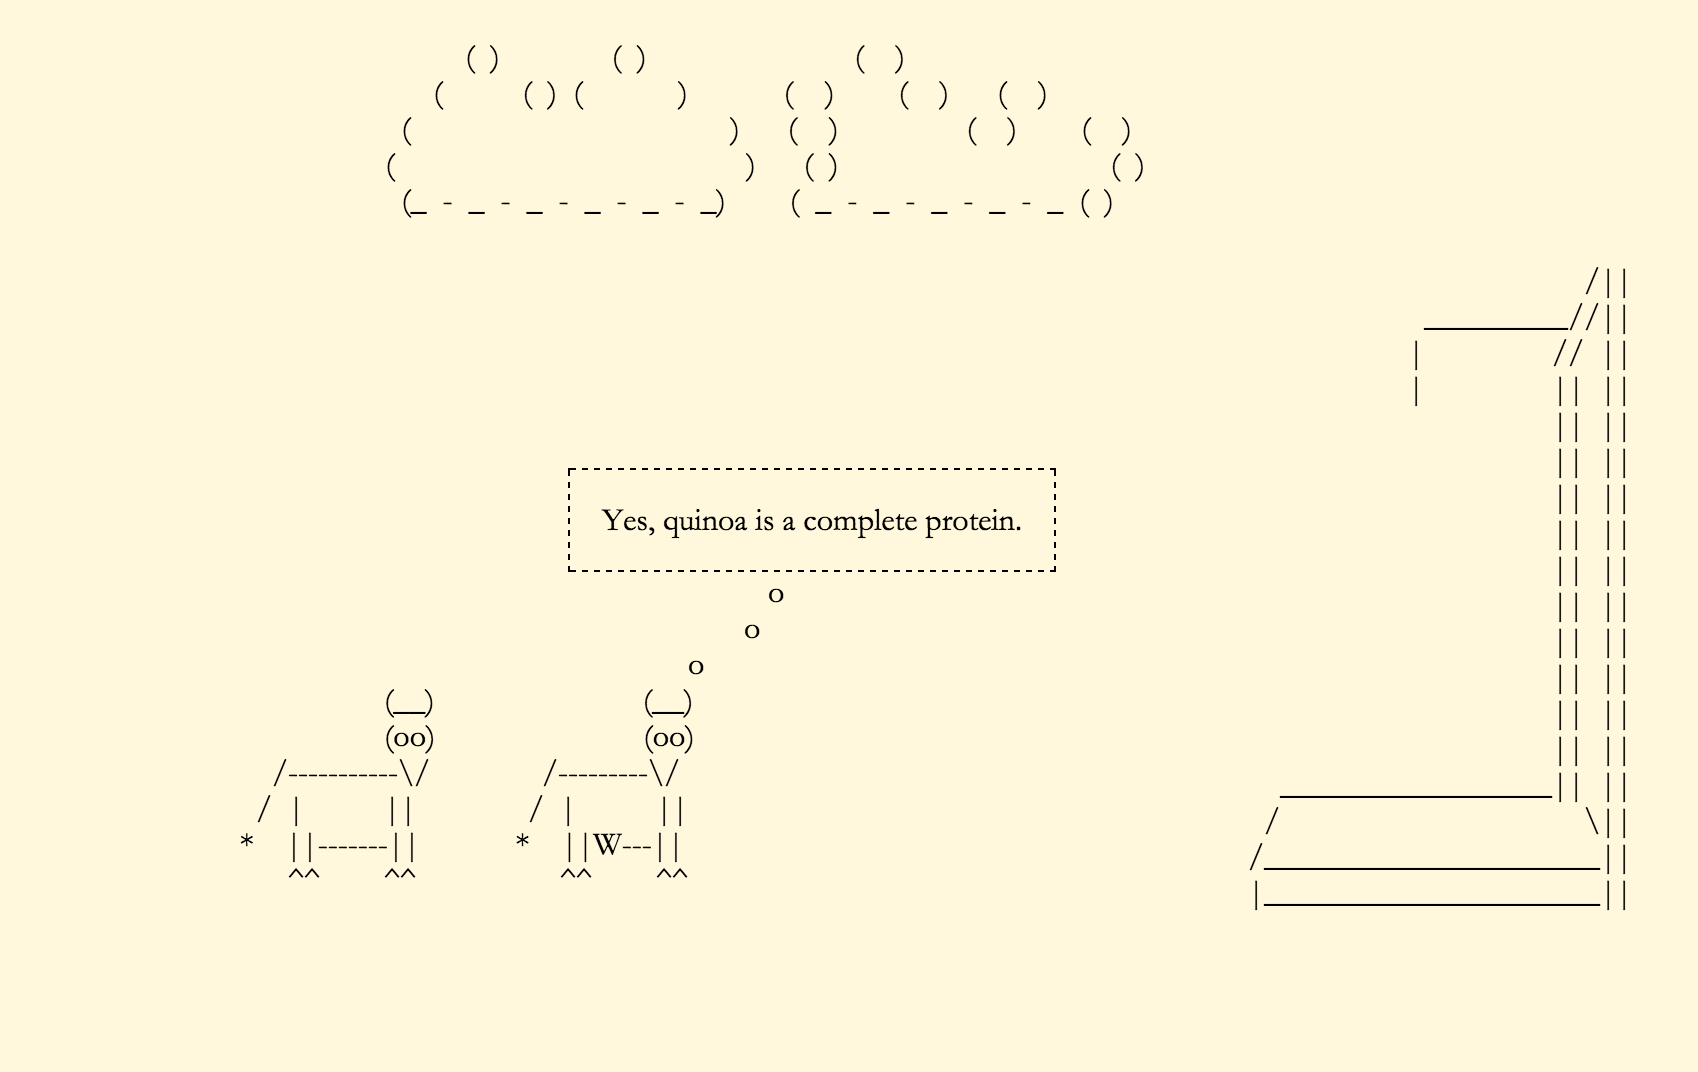 Yes, quinoa is a complete protein.